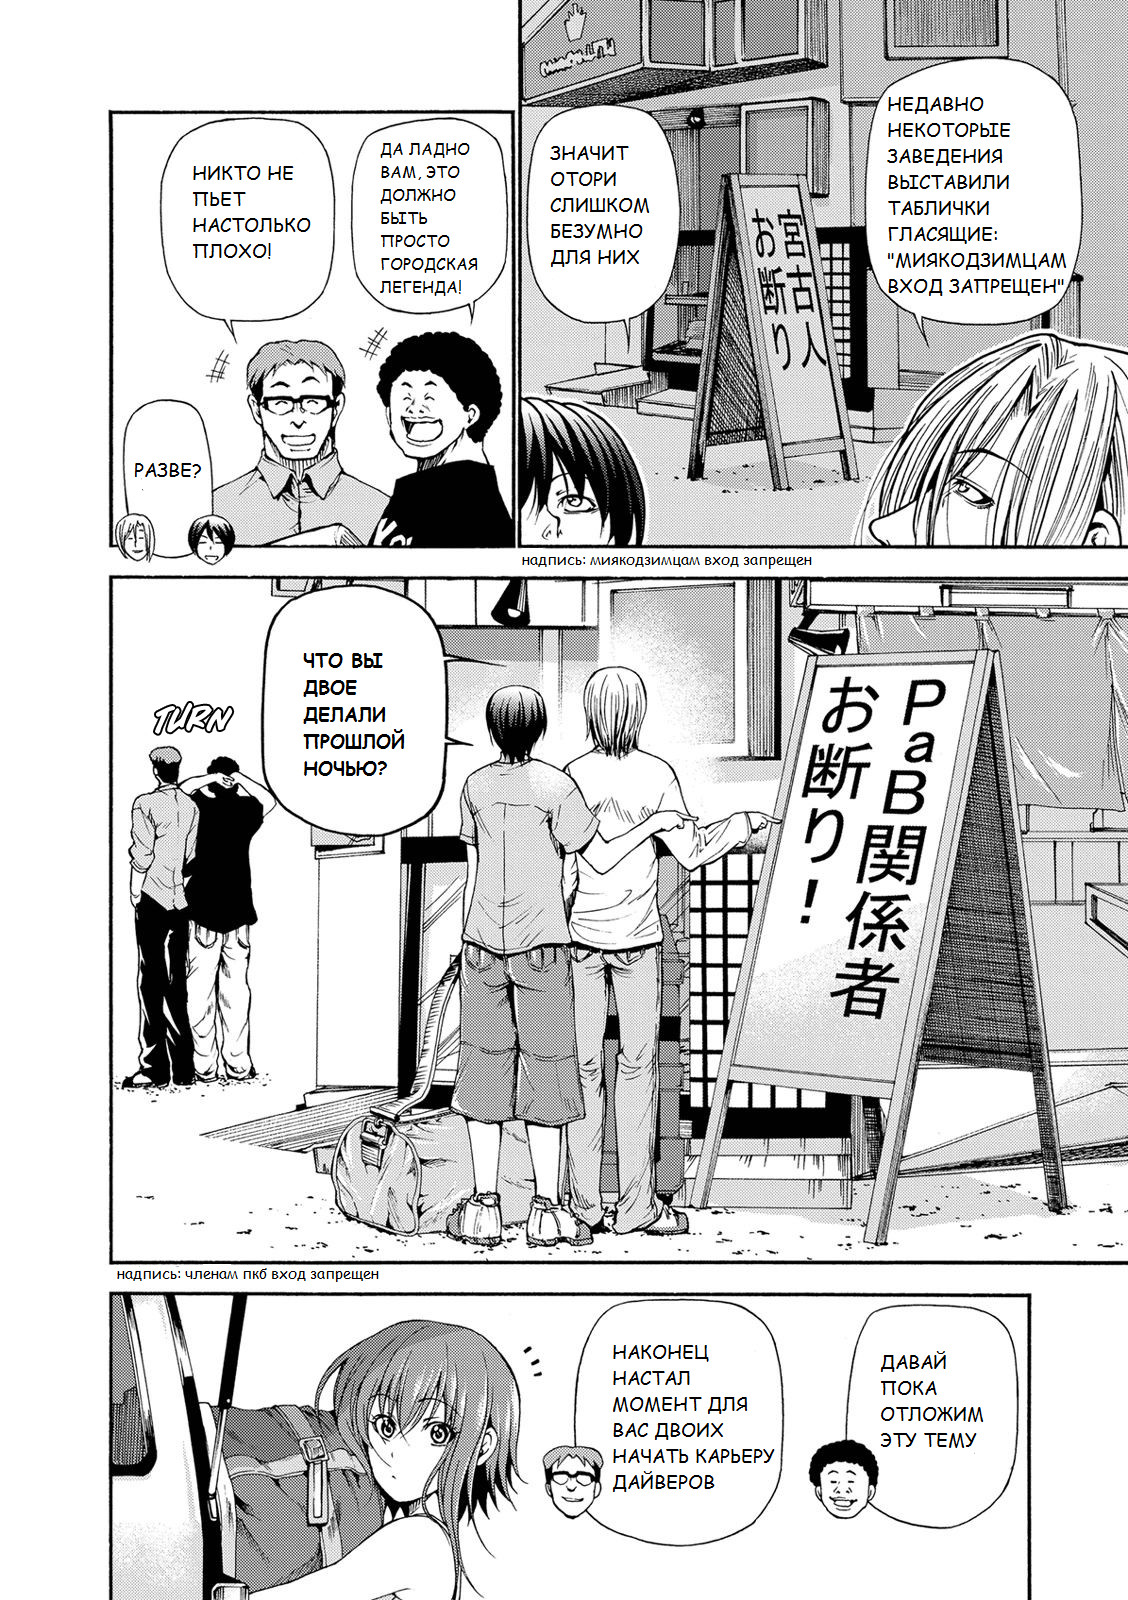 НЕДАВНО
НЕКОТОРЫЕ
ЗАВЕДЕНИЯ
ВЫСТАВИЛИ
ТАБЛИЧКИ
ГЛАСЯЩИЕ:
"МИЯКОДЗИМЦАМ
ВХОД ЗАПРЕЩЕН"
宮古人
お断り
ЗНАЧИТ
ОТОРИ
СЛИШКОМ
БЕЗУМНО
ДЛЯ НИХ
надпись: миякодзимцам вход запрещен
ДА ЛАДНО
ВАМ, ЭТО
ДОЛЖНО
БЫТЬ
ПРОСТО
ГОРОДСКАЯ
ЛЕГЕНДА!
НИКТО НЕ
ПЬЕТ
НАСТОЛЬКО
ПЛОХО!
РАЗВЕ?
PaB関係者
お断り!
ЧТО ВЫ
ДВОЕ
ДЕЛАЛИ
ПРОШЛОЙ
НОЧЬЮ?
TURN
надпись: членам пкб вход запрещен
ДАВАЙ
ПОКА
ОТЛОЖИМ
ЭТУ ТЕМУ
НАКОНЕЦ
НАСТАЛ
МОМЕНТ ДЛЯ
ВАС ДВОИХ
НАЧАТЬ КАРЬЕРУ
ДАЙВЕРОВ